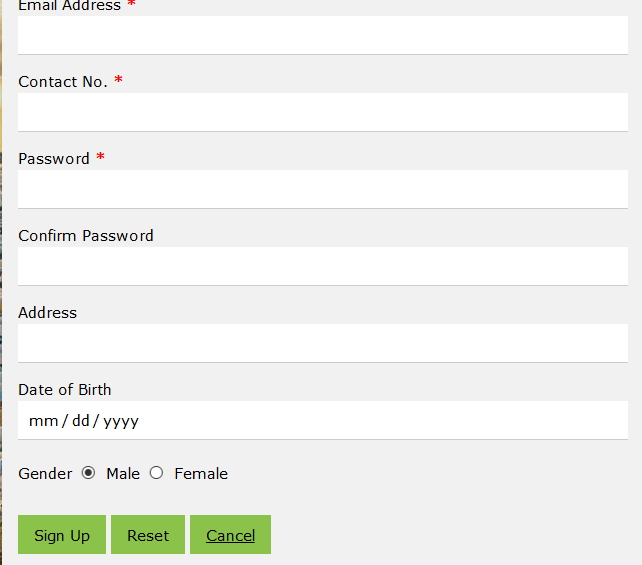 Email Address *
Contact No. *
Password *
Confirm Password
Address
Date of Birth
mm / dd / yyyy
Gender Male Female
Sign Up Reset Cancel